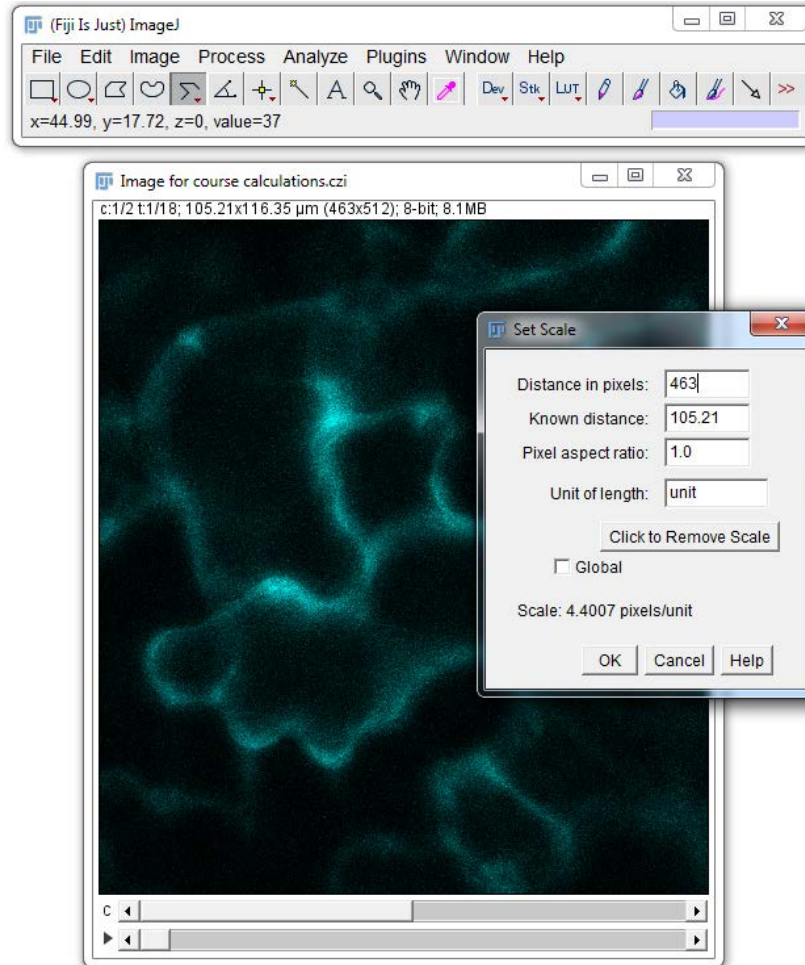 (Fiji Is Just) ImageJ
File Edit Image Process Analyze Plugins Window Help
A Dev Stk LUT >>
x=44.99, y=17.72, z=0, value=37
Image for course calculations.czi
c:1/2 t:1/18; 105.21x116.35 µm (463x512); 8-bit; 8.1MB
Set Scale
Distance in pixels: 463
Known distance: 105.21
Pixel aspect ratio: 1.0
Unit of length: unit
Click to Remove Scale
Global
Scale: 4.4007 pixels/unit
OK Cancel Help
c